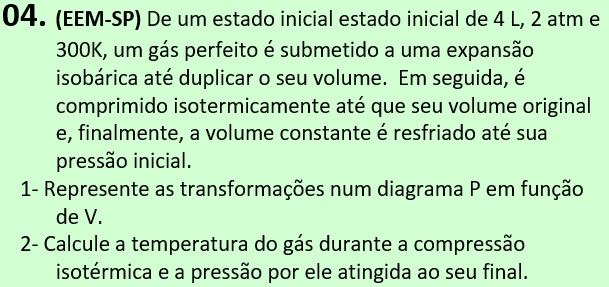 04. (EEM-SP) De um estado inicial estado inicial de 4 L, 2 atm e
300K, um gás perfeito é submetido a uma expansão
isobárica até duplicar o seu volume. Em seguida, é
comprimido isotermicamente até que seu volume original
e, finalmente, a volume constante é resfriado até sua
pressão inicial.
1- Represente as transformações num diagrama P em função
de V.
2- Calcule a temperatura do gás durante a compressão
isotérmica e a pressão por ele atingida ao seu final.